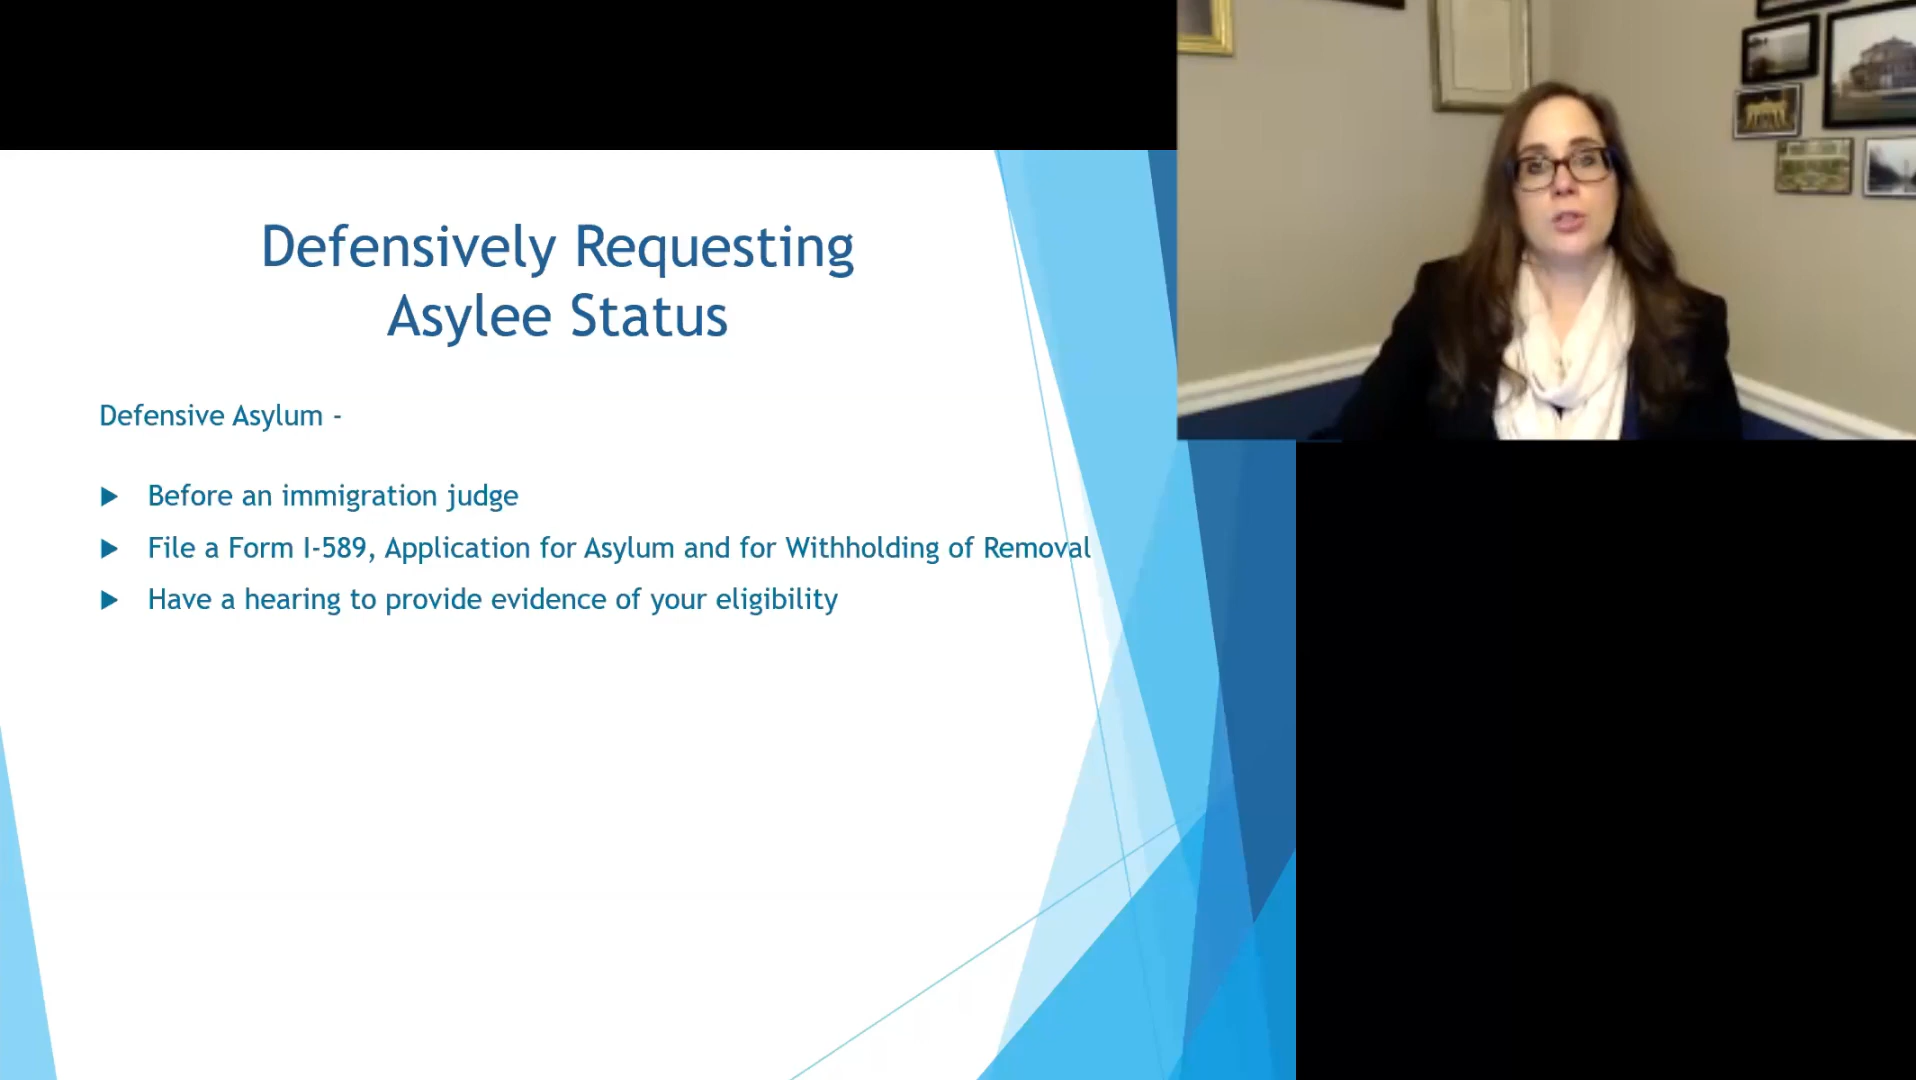 Defensively Requesting
Asylee Status
Defensive Asylum -
Before an immigration judge
File a Form I-589, Application for Asylum and for Withholding of Removal
Have a hearing to provide evidence of your eligibility